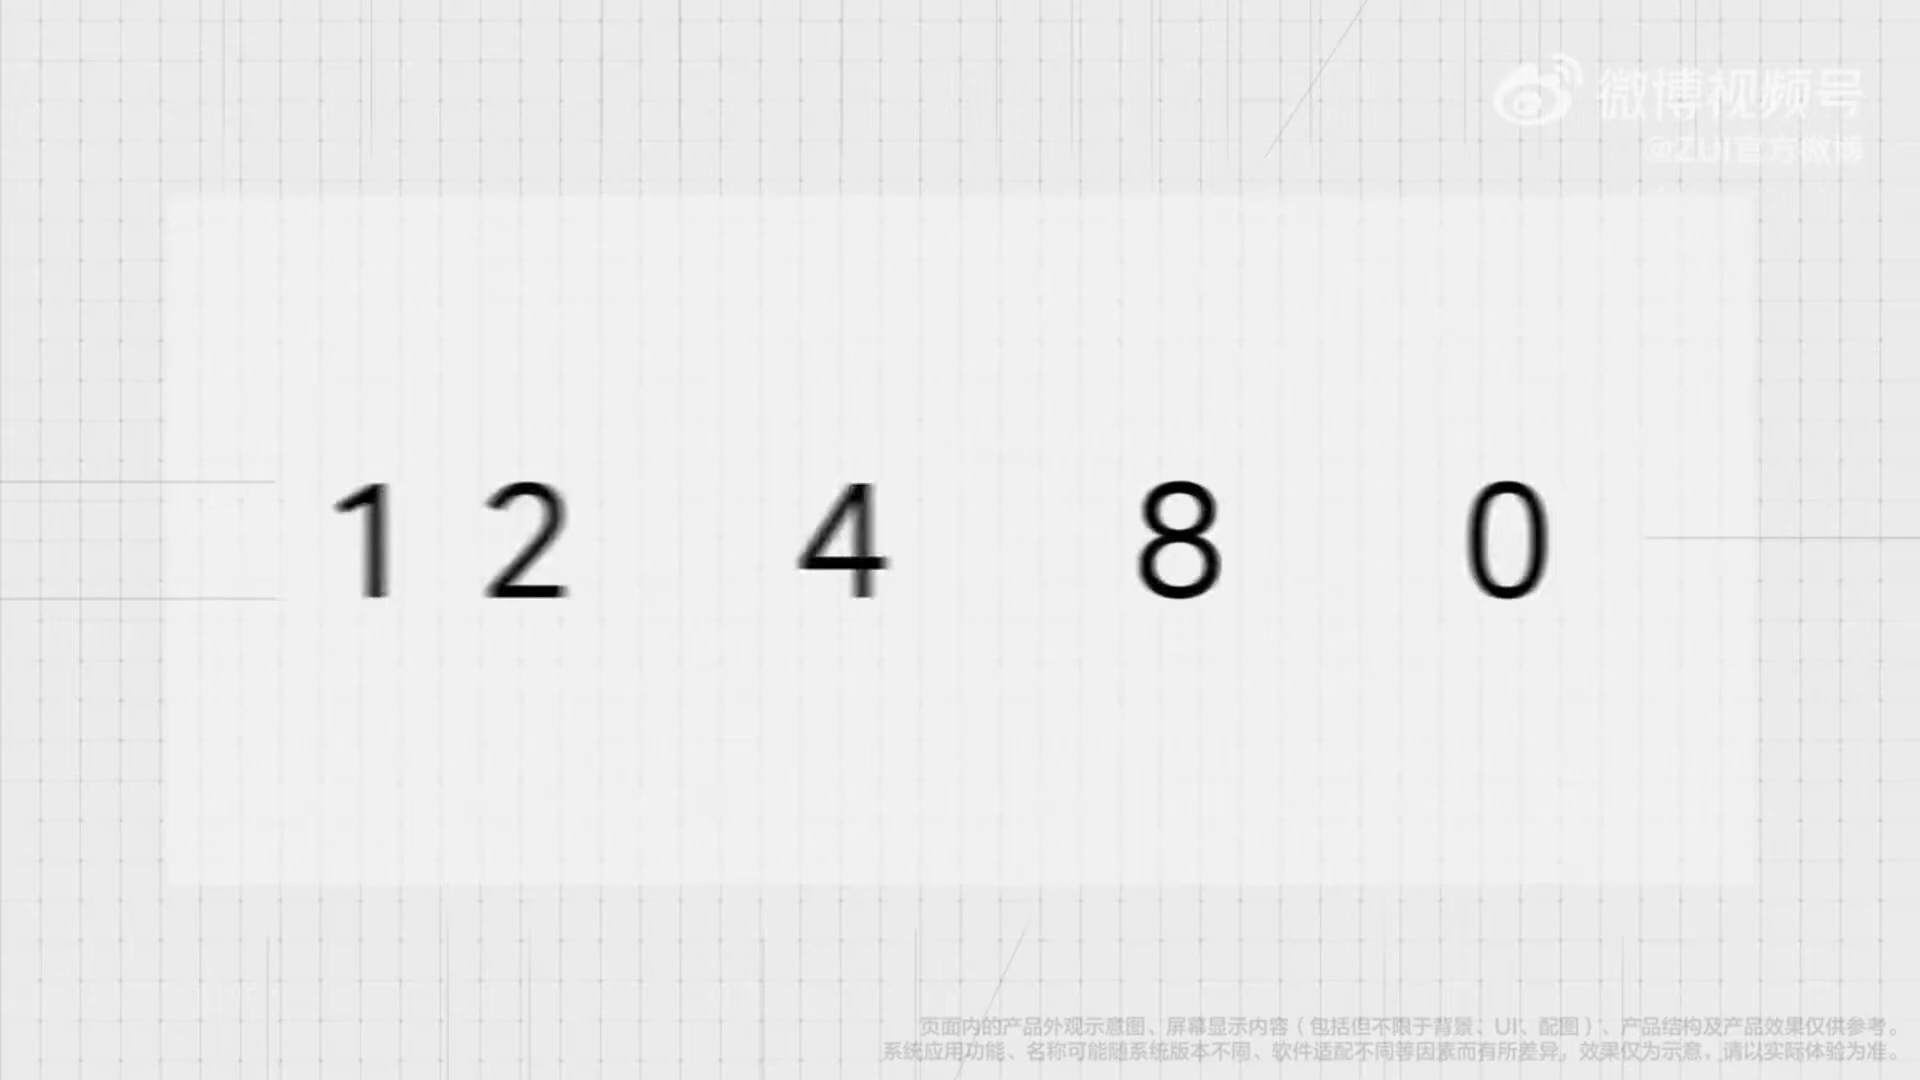 微博视频号
@ZUI官方微博
12 4 8 0
页面内的产品外观示意图、屏幕显示内容（包括但不限于背景、UI、配图）、产品结构及产品效果仅供参考。
系统应用功能、名称可能随系统版本不同、软件适配不同等因素而有所差异，效果仅为示意，请以实际体验为准。